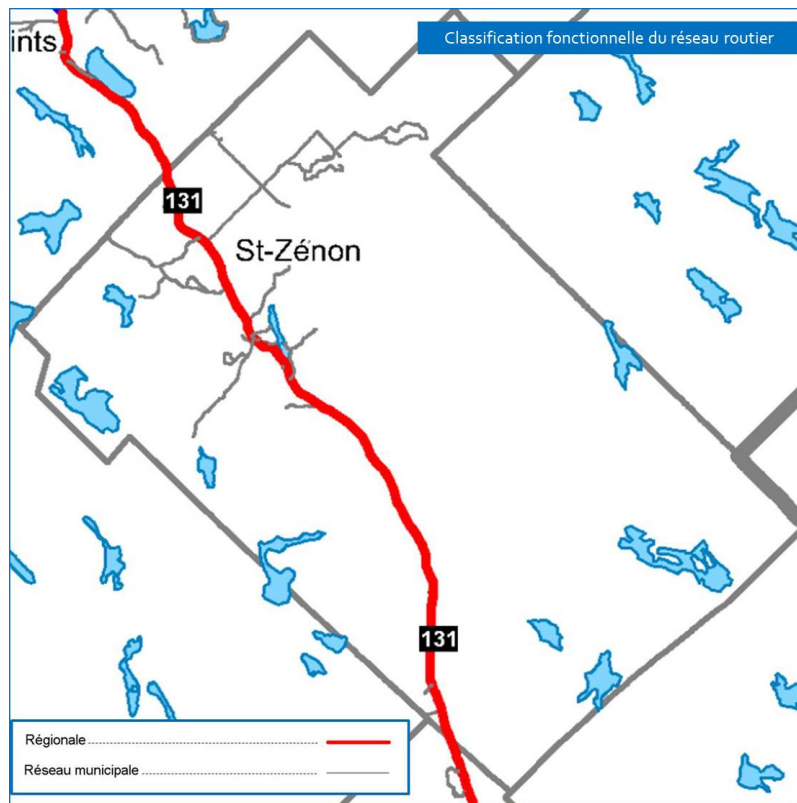 Classification fonctionnelle du réseau routier
ints
131
St-Zénon
131
Régionale
Réseau municipale